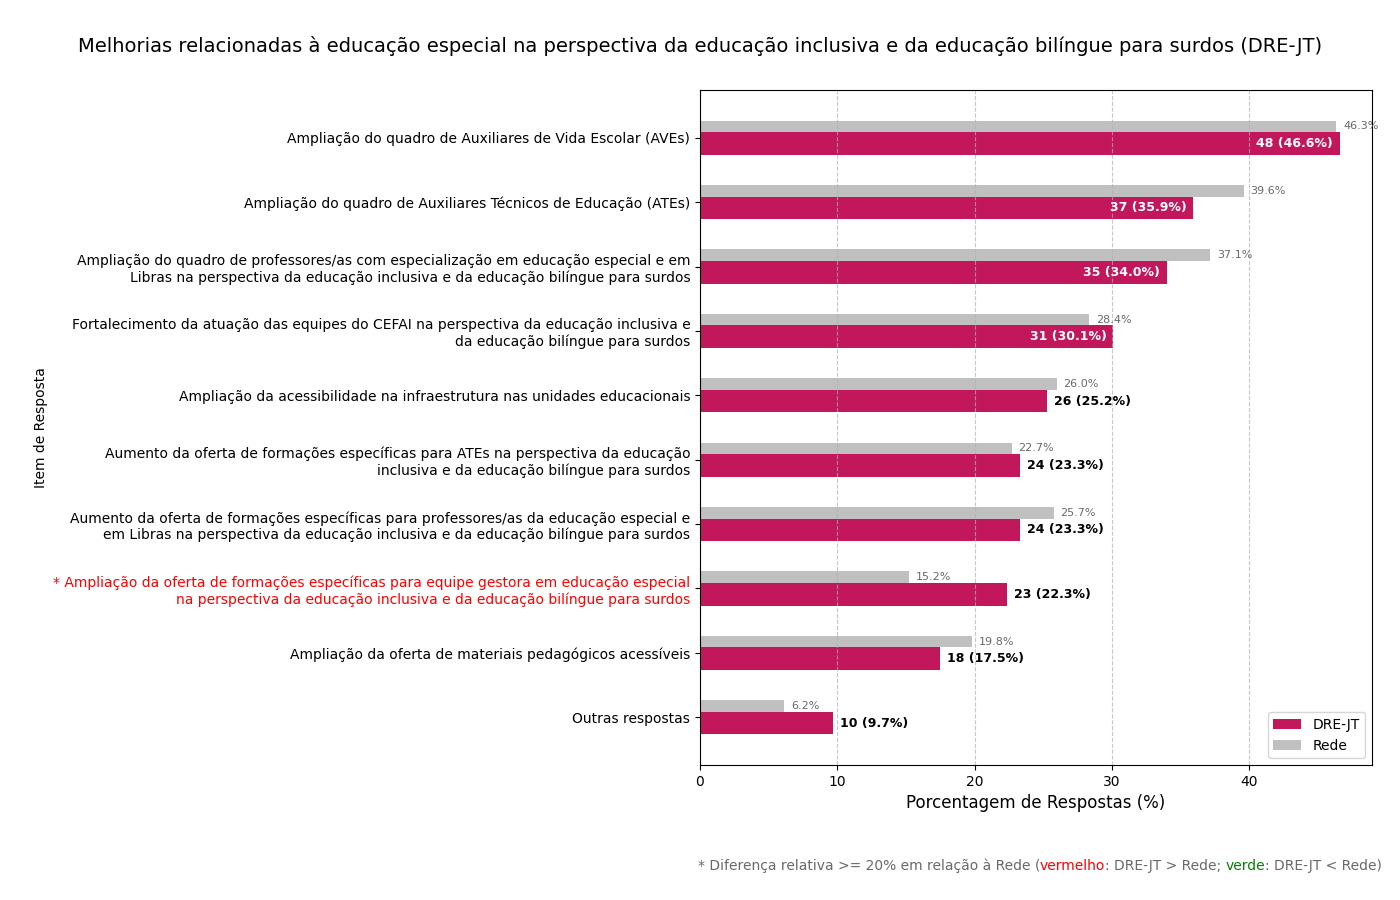 Melhorias relacionadas à educação especial na perspectiva da educação inclusiva e da educação bilíngue para surdos (DRE-JT)
Item de Resposta
Ampliação do quadro de Auxiliares de Vida Escolar (AVEs)
46.3%
48 (46.6%)
Ampliação do quadro de Auxiliares Técnicos de Educação (ATEs)
39.6%
37 (35.9%)
Ampliação do quadro de professores/as com especialização em educação especial e em
Libras na perspectiva da educação inclusiva e da educação bilíngue para surdos
37.1%
35 (34.0%)
Fortalecimento da atuação das equipes do CEFAI na perspectiva da educação inclusiva e
da educação bilíngue para surdos
28.4%
31 (30.1%)
Ampliação da acessibilidade na infraestrutura nas unidades educacionais
26.0%
26 (25.2%)
Aumento da oferta de formações específicas para ATEs na perspectiva da educação
inclusiva e da educação bilíngue para surdos
22.7%
24 (23.3%)
Aumento da oferta de formações específicas para professores/as da educação especial e
em Libras na perspectiva da educação inclusiva e da educação bilíngue para surdos
25.7%
24 (23.3%)
* Ampliação da oferta de formações específicas para equipe gestora em educação especial
na perspectiva da educação inclusiva e da educação bilíngue para surdos
15.2%
23 (22.3%)
Ampliação da oferta de materiais pedagógicos acessíveis
19.8%
18 (17.5%)
Outras respostas
6.2%
10 (9.7%)
DRE-JT
Rede
0 10 20 30 40
Porcentagem de Respostas (%)
* Diferença relativa >= 20% em relação à Rede (vermelho: DRE-JT > Rede; verde: DRE-JT < Rede)